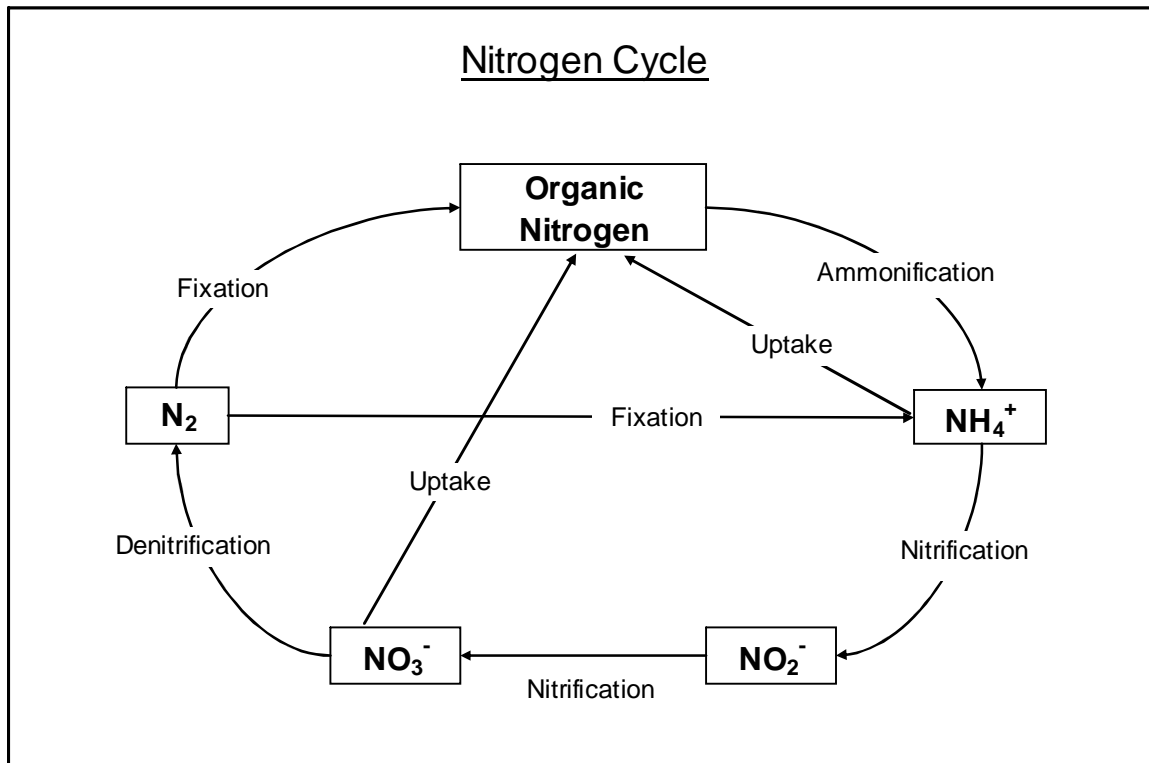 Nitrogen Cycle
Organic
Nitrogen
Ammonification
Fixation
Uptake
N₂
Fixation
NH₄⁺
Uptake
Denitrification
Nitrification
NO₃⁻
NO₂⁻
Nitrification